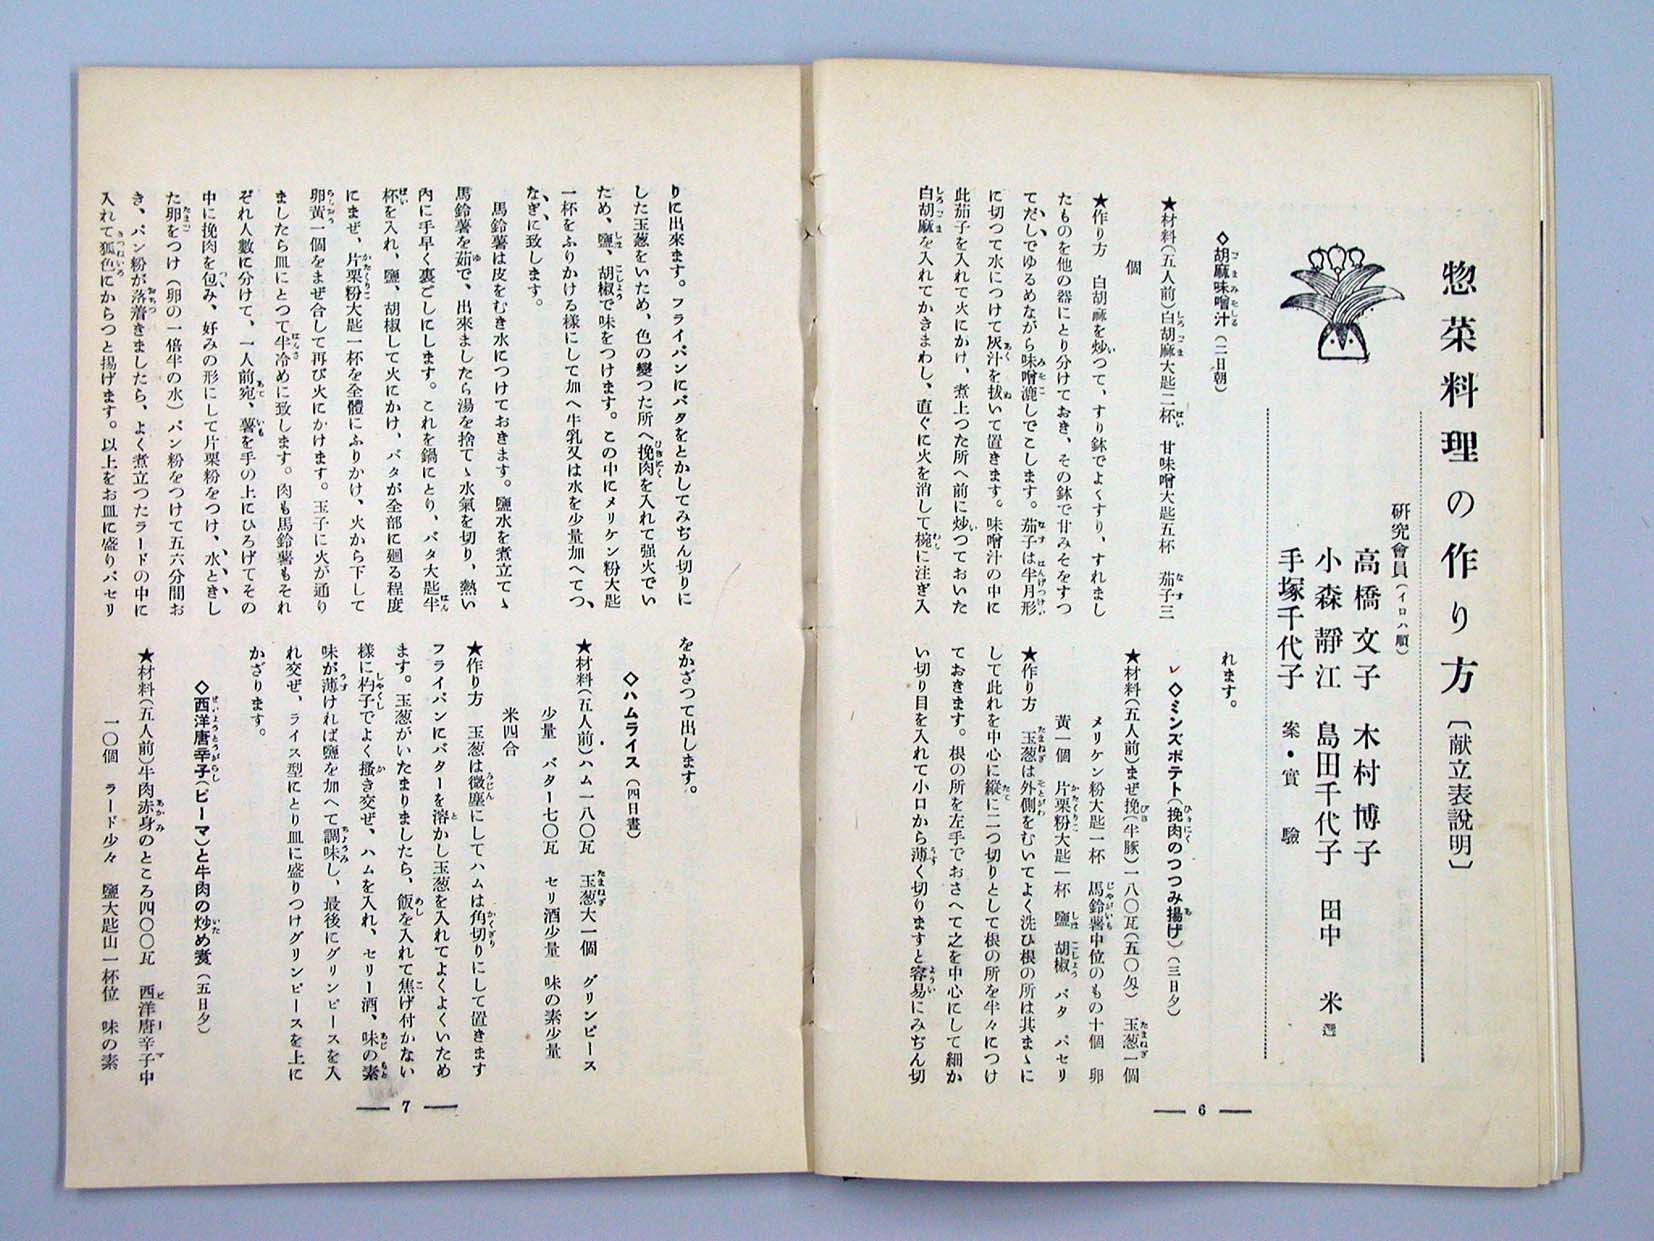 惣菜料理の作り方〔献立表説明〕
研究會員(イロハ順)
高橋文子 木村博子
小森靜江 島田千代子 田中 米 選
手塚千代子 案・實 驗
◇胡麻味噌汁(二日朝)
★材料(五人前)白胡麻大匙二杯 甘味噌大匙五杯 茄子三
個
★作り方 白胡麻を炒つて、すり鉢でよくすり、すれまし
たものを他の器にとり分けておき、その鉢で甘みそをすつ
てだしでゆるめながら味噌漉しでこします。茄子は半月形
に切つて水につけて灰汁を抜いて置きます。味噌汁の中に
此茄子を入れて火にかけ、煮上つた所へ前に炒つておいた
白胡麻を入れてかきまわし、直ぐに火を消して椀に注ぎ入
れます。
◇ミンズポテト(挽肉のつつみ揚げ)(三日夕)
★材料(五人前)まぜ挽(牛豚)一八〇瓦(五〇匁) 玉葱一個
メリケン粉大匙一杯 馬鈴薯中位のもの十個 卵
黃一個 片栗粉大匙一杯 鹽 胡椒 バタ パセリ
★作り方 玉葱は外側をむいてよく洗ひ根の所は其まゝに
して此れを中心に縱に二つ切りとして根の所を半々につけ
ておきます。根の所を左手でおさへて之を中心にして細か
い切り目を入れて小口から薄く切りますと容易にみぢん切
6
りに出來ます。フライパンにバタをとかしてみぢん切りに
した玉葱をいため、色の變つた所へ挽肉を入れて强火でい
ため、鹽、胡椒で味をつけます。この中にメリケン粉大匙
一杯をふりかける樣にして加へ牛乳又は水を少量加へてつ
なぎに致します。
馬鈴薯は皮をむき水につけておきます。鹽水を煮立てゝ
馬鈴薯を茹で、出來ましたら湯を捨てゝ水氣を切り、熱い
內に手早く裏ごしにします。これを鍋にとり、バタ大匙半
杯を入れ、鹽、胡椒して火にかけ、バタが全部に廻る程度
にまぜ、片栗粉大匙一杯を全體にふりかけ、火から下して
卵黃一個をまぜ合して再び火にかけます。玉子に火が通り
ましたら皿にとつて半冷めに致します。肉も馬鈴薯もそれ
ぞれ人數に分けて、一人前宛、薯を手の上にひろげてその
中に挽肉を包み、好みの形にして片栗粉をつけ、水ときし
た卵をつけ(卵の一倍半の水)パン粉をつけて五六分間お
き、パン粉が落着きましたら、よく煮立つたラードの中に
入れて狐色にからつと揚げます。以上をお皿に盛りパセリ
をかざつて出します。
◇ハムライス(四日晝)
★材料(五人前)ハム一八〇瓦 玉葱大一個 グリンピース
少量 バター七〇瓦 セリ酒少量 味の素少量
米四合
★作り方 玉葱は微塵にしてハムは角切りにして置きます
フライパンにバターを溶かし玉葱を入れてよくよくいため
ます。玉葱がいたまりましたら、飯を入れて焦げ付かない
樣に杓子でよく搔き交ぜ、ハムを入れ、セリー酒、味の素
味が薄ければ鹽を加へて調味し、最後にグリンピースを入
れ交ぜ、ライス型にとり皿に盛りつけグリンピースを上に
かざります。
◇西洋唐辛子(ピーマ)と牛肉の炒め煮(五日夕)
★材料(五人前)牛肉赤身のところ四〇〇瓦 西洋唐辛子中
一〇個 ラード少々 鹽大匙山一杯位 味の素
7